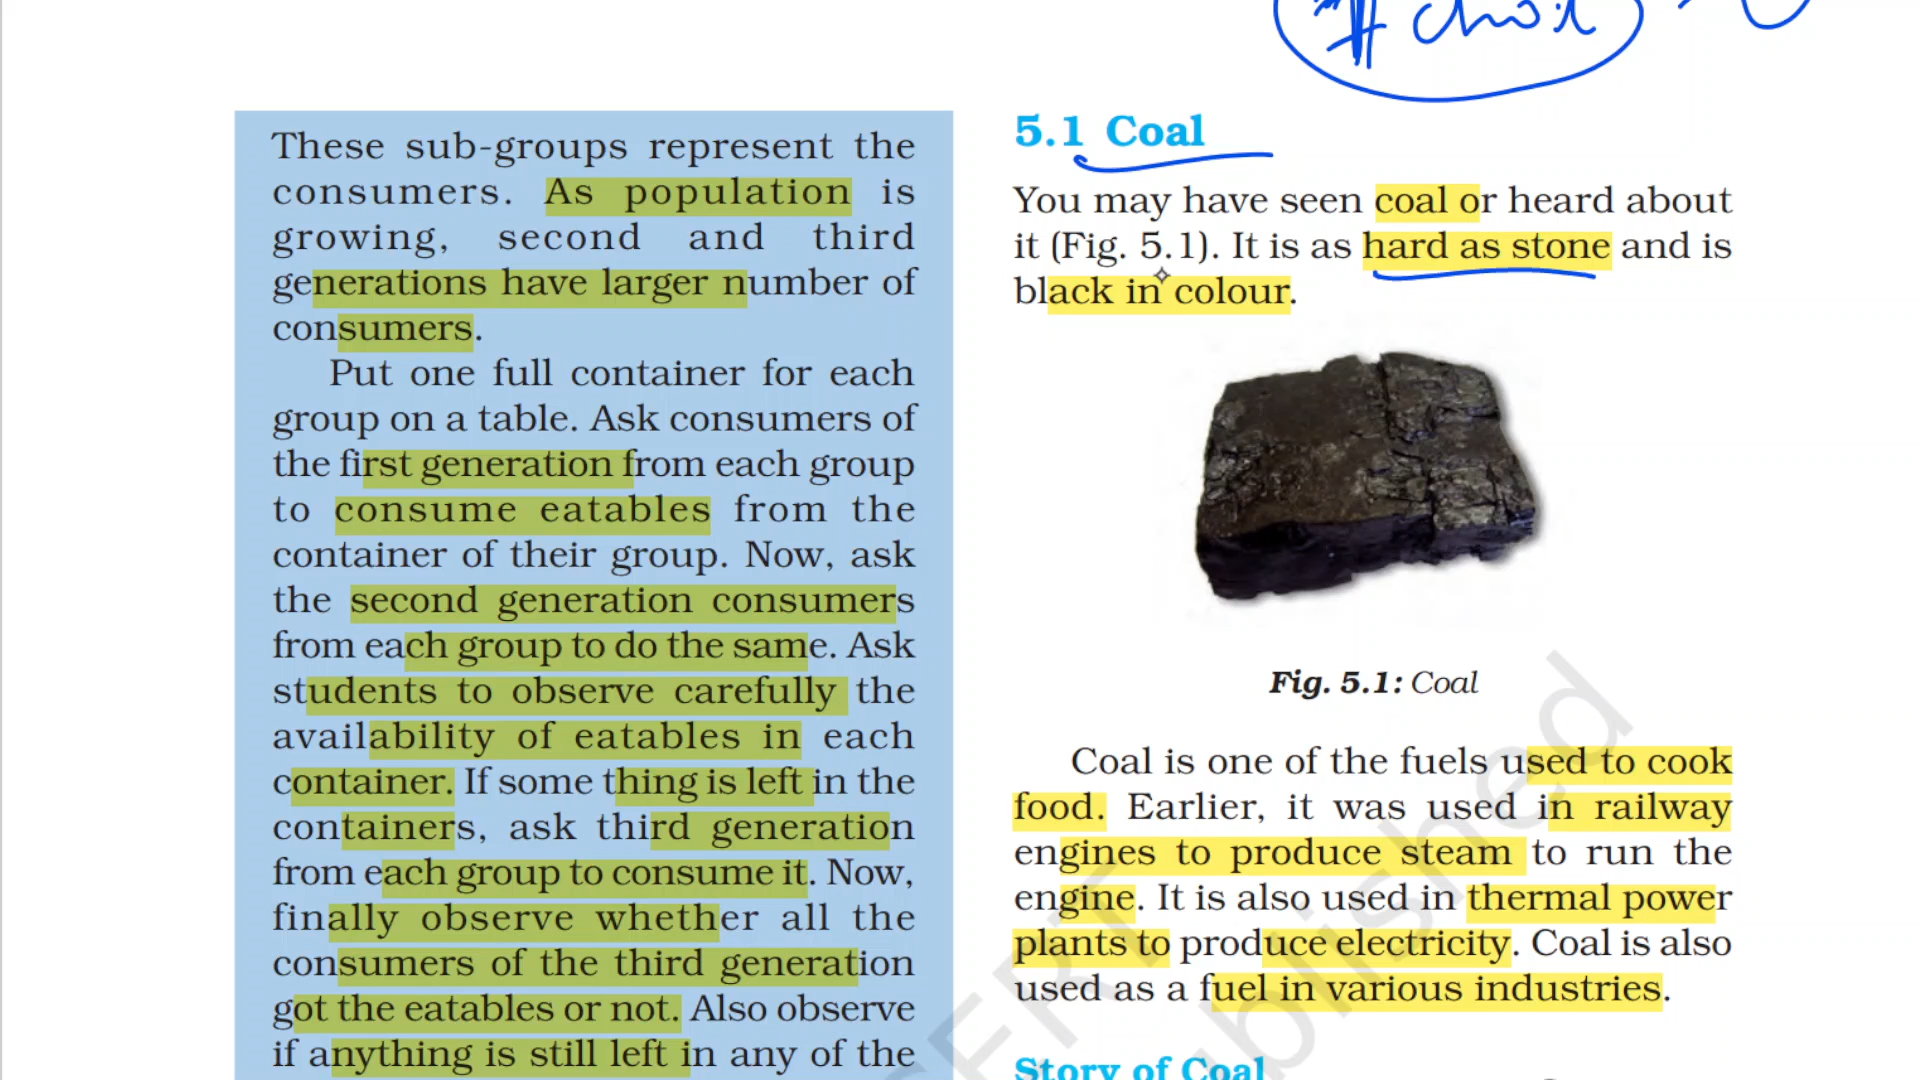 These sub-groups represent the
consumers. As population is
growing, second and third
generations have larger number of
consumers.
Put one full container for each
group on a table. Ask consumers of
the first generation from each group
to consume eatables from the
container of their group. Now, ask
the second generation consumers
from each group to do the same. Ask
students to observe carefully the
availability of eatables in each
container. If some thing is left in the
containers, ask third generation
from each group to consume it. Now,
finally observe whether all the
consumers of the third generation
got the eatables or not. Also observe
if anything is still left in any of the
5.1 Coal
You may have seen coal or heard about
it (Fig. 5.1). It is as hard as stone and is
black in colour.
Fig. 5.1: Coal
Coal is one of the fuels used to cook
food. Earlier, it was used in railway
engines to produce steam to run the
engine. It is also used in thermal power
plants to produce electricity. Coal is also
used as a fuel in various industries.
Story of Coal